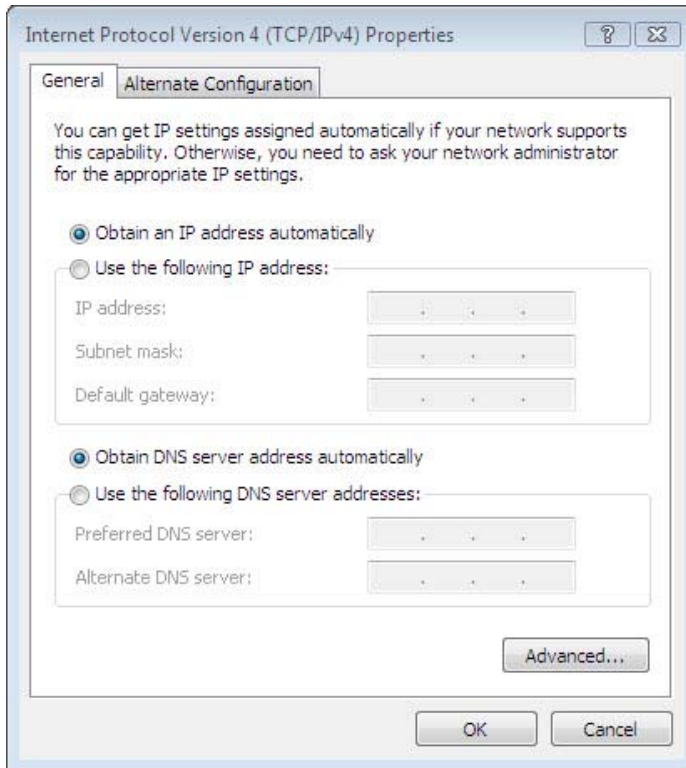 Internet Protocol Version 4 (TCP/IPv4) Properties
General
Alternate Configuration
You can get IP settings assigned automatically if your network supports
this capability. Otherwise, you need to ask your network administrator
for the appropriate IP settings.
Obtain an IP address automatically
Use the following IP address:
IP address:
Subnet mask:
Default gateway:
Obtain DNS server address automatically
Use the following DNS server addresses:
Preferred DNS server:
Alternate DNS server:
Advanced...
OK
Cancel